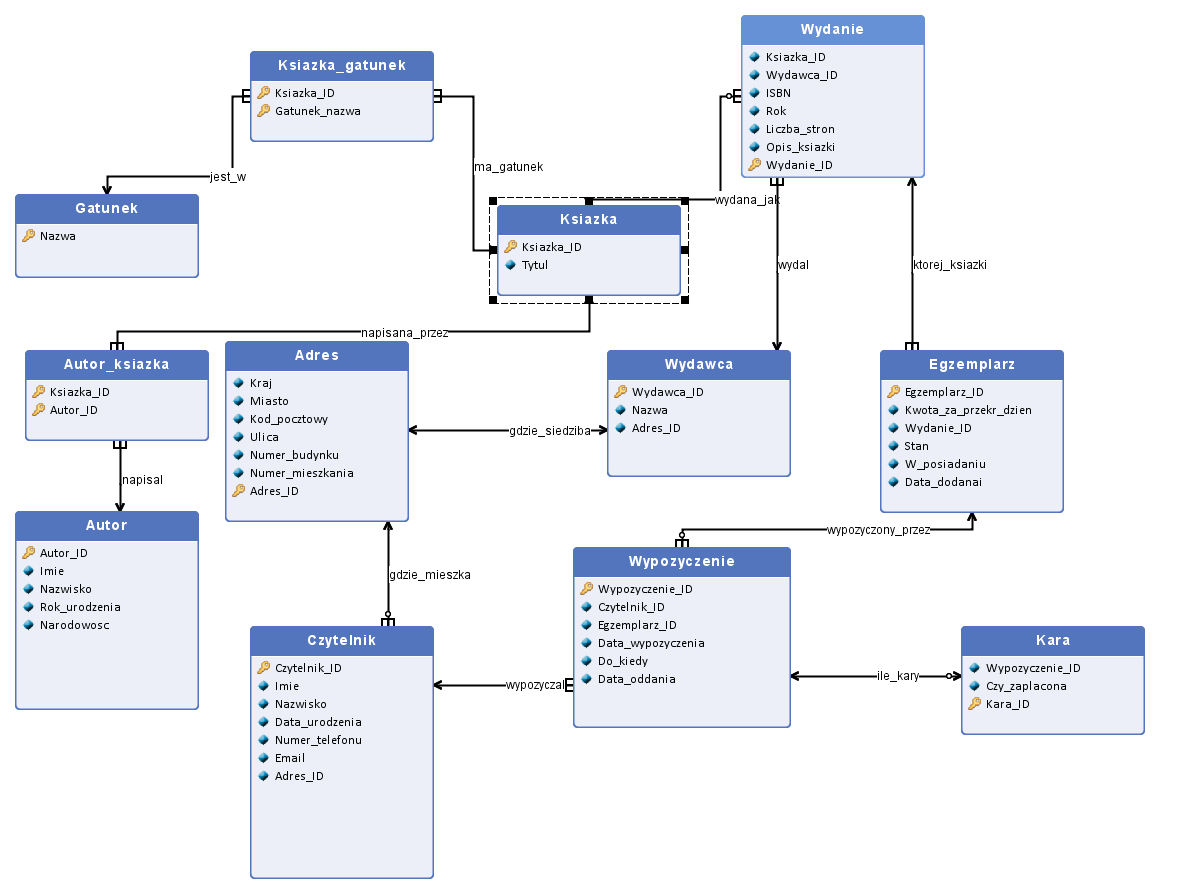 Wydanie
Ksiazka_ID
Wydawca_ID
ISBN
Rok
Liczba_stron
Opis_ksiazki
Wydanie_ID
Ksiazka_gatunek
Ksiazka_ID
Gatunek_nazwa
jest_w
ma_gatunek
Gatunek
Nazwa
wydana_jak
Ksiazka
Ksiazka_ID
Tytul
wydal
ktorej_ksiazki
napisana_przez
Autor_ksiazka
Ksiazka_ID
Autor_ID
Adres
Kraj
Miasto
Kod_pocztowy
Ulica
Numer_budynku
Numer_mieszkania
Adres_ID
gdzie_siedziba
Wydawca
Wydawca_ID
Nazwa
Adres_ID
Egzemplarz
Egzemplarz_ID
Kwota_za_przekr_dzien
Wydanie_ID
Stan
W_posiadaniu
Data_dodanai
napisal
Autor
Autor_ID
Imie
Nazwisko
Rok_urodzenia
Narodowosc
gdzie_mieszka
wypozyczony_przez
Wypozyczenie
Wypozyczenie_ID
Czytelnik_ID
Egzemplarz_ID
Data_wypozyczenia
Do_kiedy
Data_oddania
Czytelnik
Czytelnik_ID
Imie
Nazwisko
Data_urodzenia
Numer_telefonu
Email
Adres_ID
wypozyczal
ile_kary
Kara
Wypozyczenie_ID
Czy_zaplacona
Kara_ID